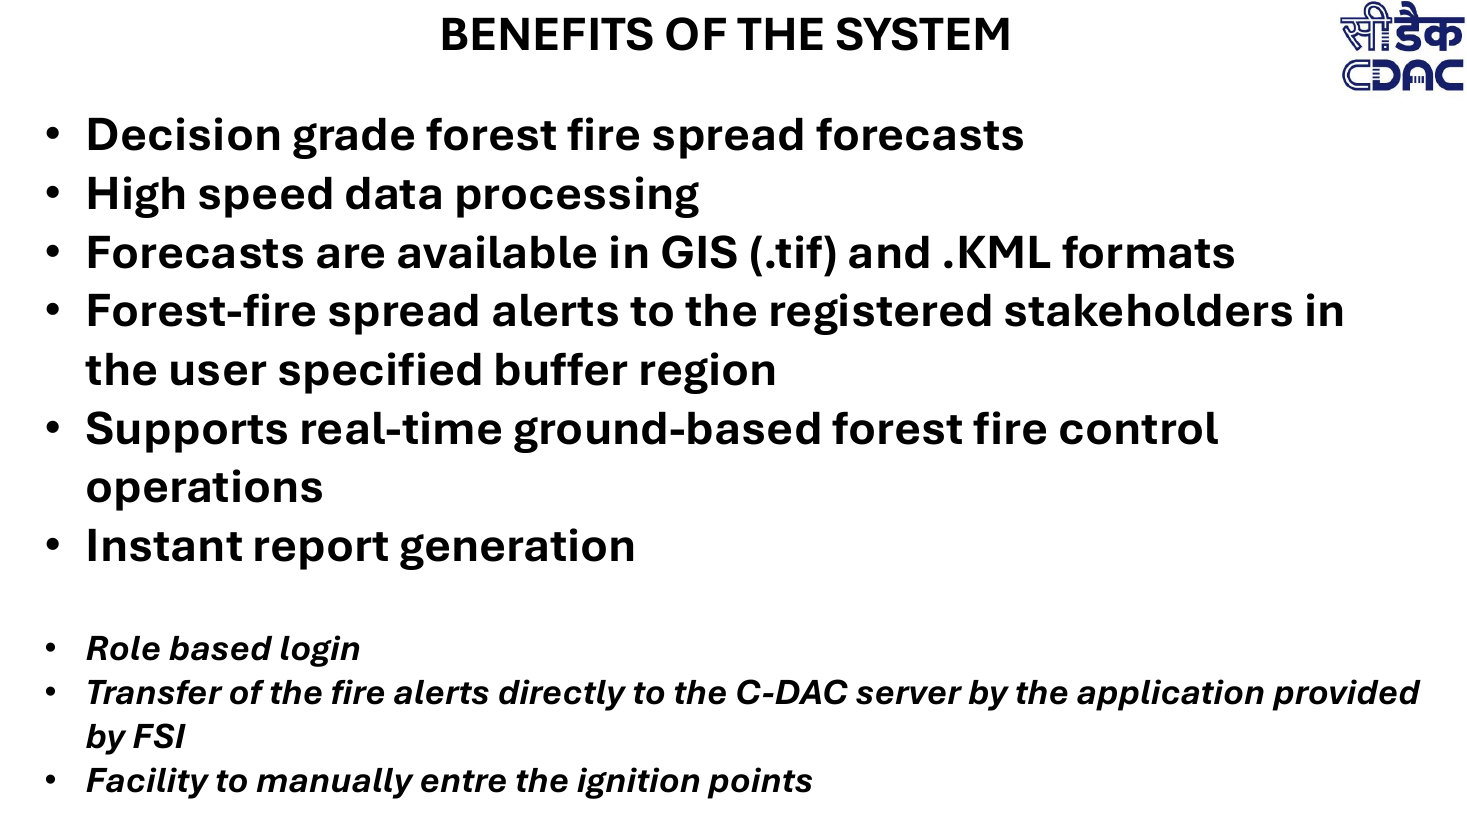 BENEFITS OF THE SYSTEM
सीडैक
CDAC
• Decision grade forest fire spread forecasts
• High speed data processing
• Forecasts are available in GIS (.tif) and .KML formats
• Forest-fire spread alerts to the registered stakeholders in
the user specified buffer region
• Supports real-time ground-based forest fire control
operations
• Instant report generation
• Role based login
• Transfer of the fire alerts directly to the C-DAC server by the application provided
by FSI
• Facility to manually entre the ignition points